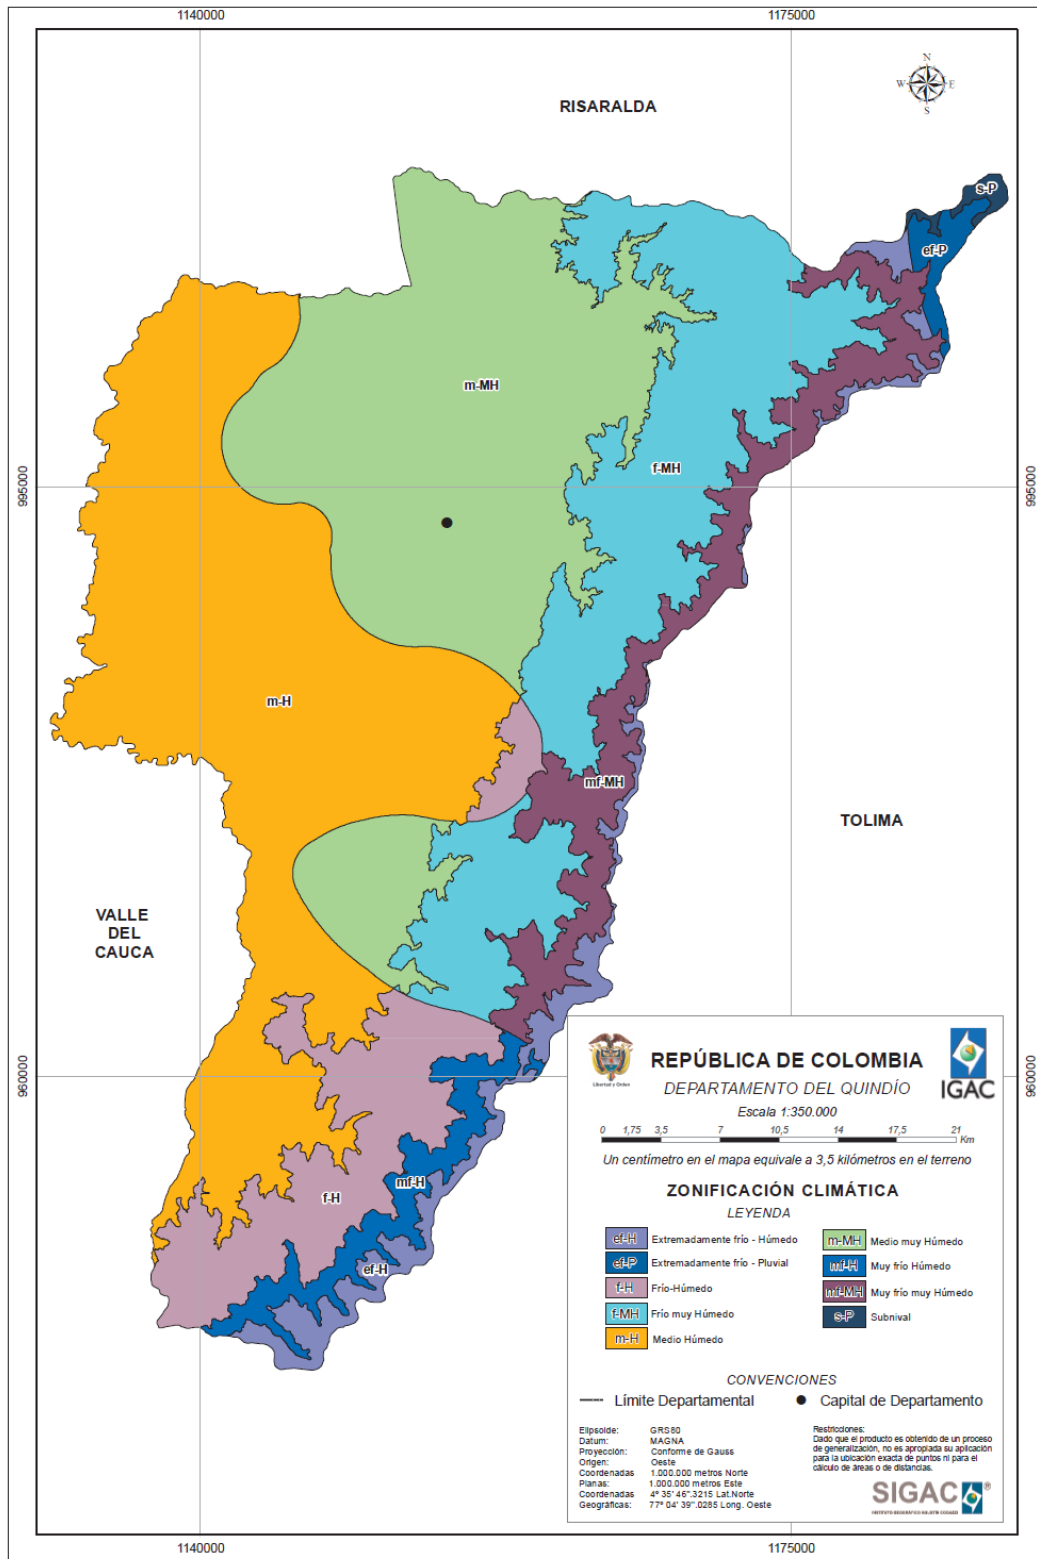 1140000
1175000
N
W
E
S
RISARALDA
s-P
ef-P
m-MH
f-MH
995000
995000
m-H
mf-MH
TOLIMA
VALLE
DEL
CAUCA
960000
960000
f-H
mf-H
ef-H
Libertad y Orden
REPÚBLICA DE COLOMBIA
IGAC
DEPARTAMENTO DEL QUINDÍO
Escala 1:350.000
0 1,75 3,5 7 10,5 14 17,5 21
Km
Un centímetro en el mapa equivale a 3,5 kilómetros en el terreno
ZONIFICACIÓN CLIMÁTICA
LEYENDA
ef-H Extremadamente frío - Húmedo
ef-P Extremadamente frío - Pluvial
f-H Frío-Húmedo
f-MH Frío muy Húmedo
m-H Medio Húmedo
m-MH Medio muy Húmedo
mf-H Muy frío Húmedo
mf-MH Muy frío muy Húmedo
s-P Subnival
CONVENCIONES
Límite Departamental
Capital de Departamento
Elipsoide: GRS80
Datum: MAGNA
Proyección: Conforme de Gauss
Origen: Oeste
Coordenadas 1.000.000 metros Norte
Planas: 1.000.000 metros Este
Coordenadas 4° 35' 46".3215 Lat.Norte
Geográficas: 77° 04' 39".0285 Long. Oeste
Restricciones:
Dado que el producto es obtenido de un proceso
de generalización, no es apropiada su aplicación
para la ubicación exacta de puntos ni para el
cálculo de áreas o de distancias.
SIGAC®
INSTITUTO GEOGRÁFICO AGUSTÍN CODAZZI
1140000
1175000